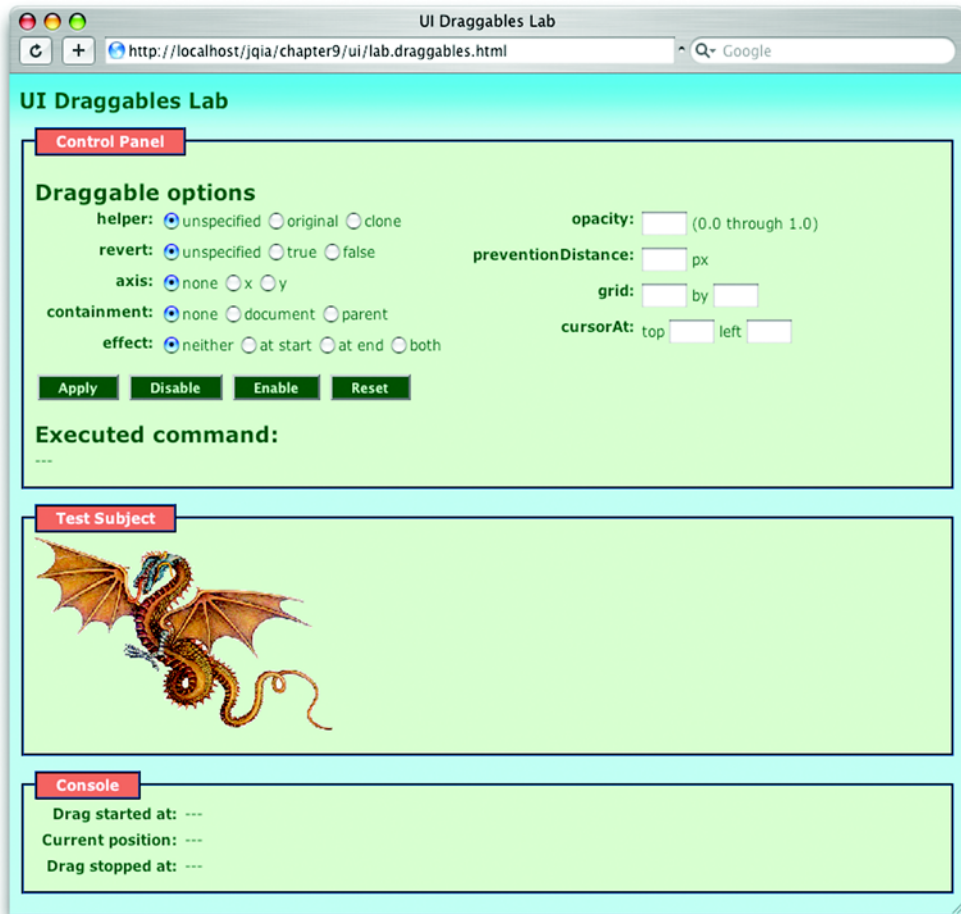 UI Draggables Lab
http://localhost/jqia/chapter9/ui/lab.draggables.html
Google
UI Draggables Lab
Control Panel
Draggable options
helper: unspecified original clone
revert: unspecified true false
axis: none x y
containment: none document parent
effect: neither at start at end both
opacity: (0.0 through 1.0)
preventionDistance: px
grid: by
cursorAt: top left
Apply Disable Enable Reset
Executed command:
---
Test Subject
Console
Drag started at: ---
Current position: ---
Drag stopped at: ---